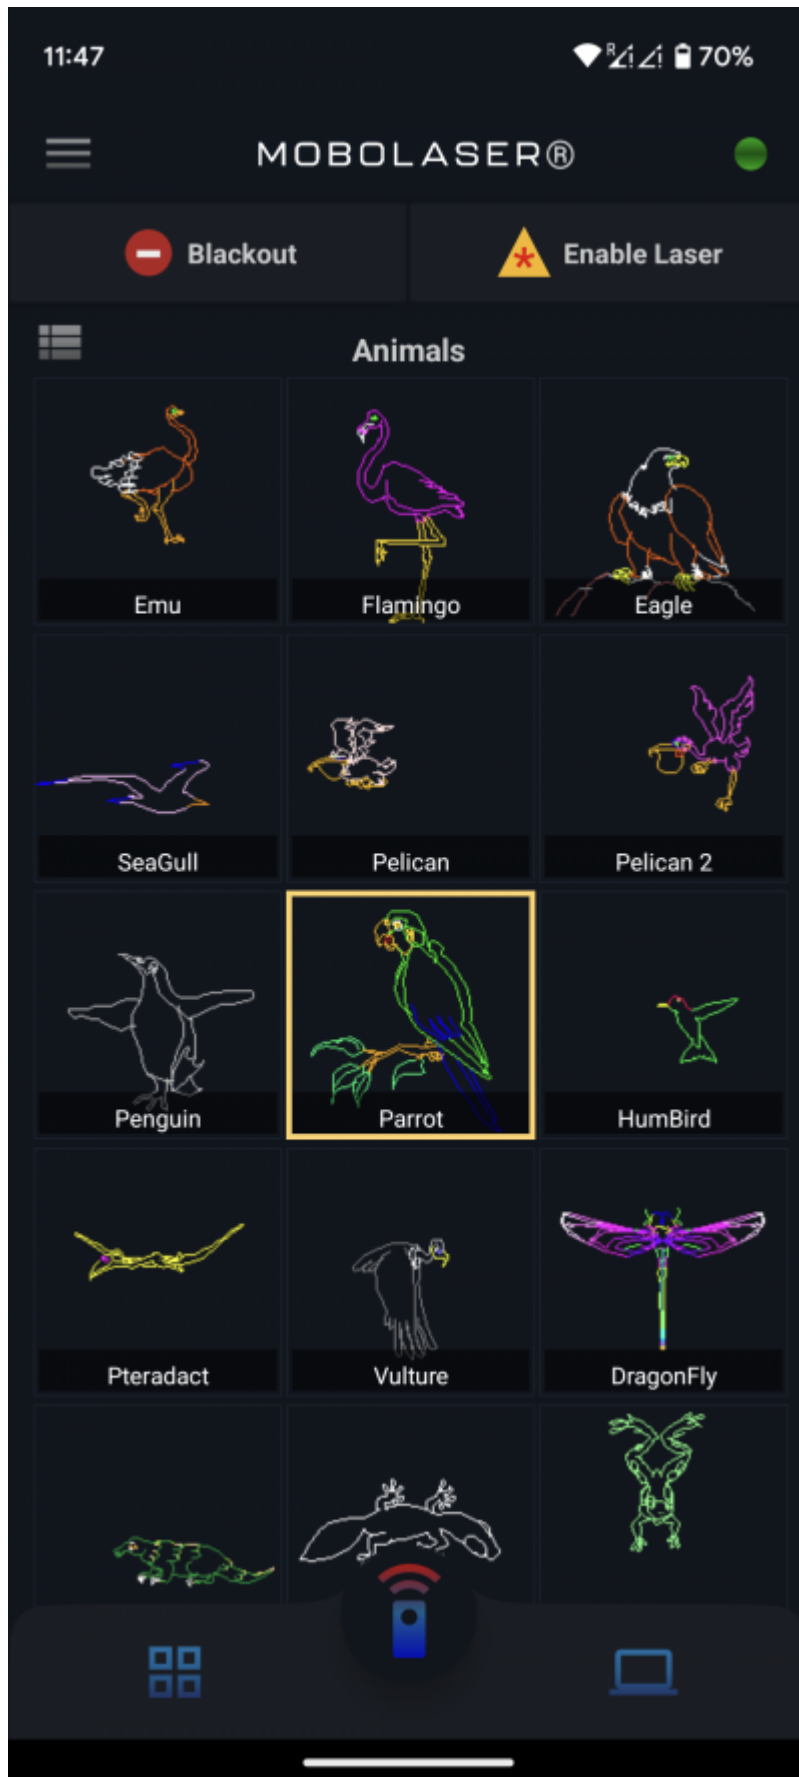 11:47 R 70%
MOBOLASER®
Blackout Enable Laser
Animals
Emu Flamingo Eagle
SeaGull Pelican Pelican 2
Penguin Parrot HumBird
Pteradact Vulture DragonFly